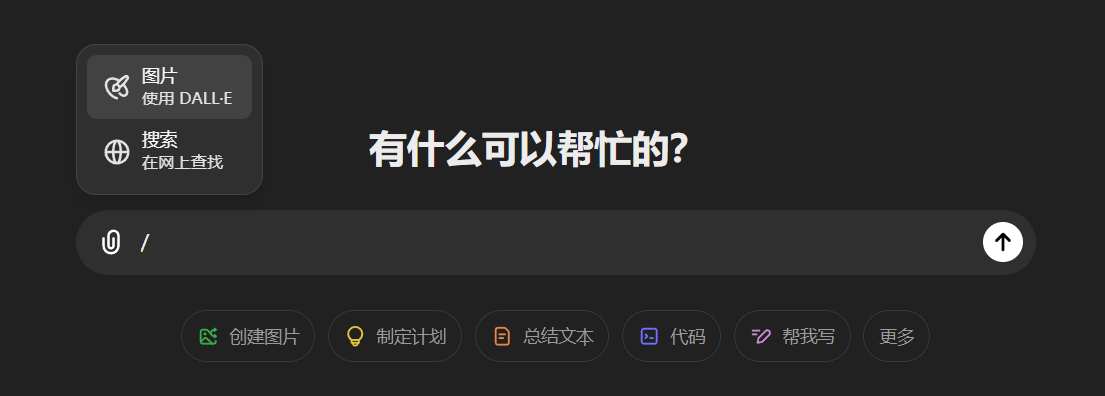 图片
使用 DALL·E
搜索
在网上查找
有什么可以帮忙的？
/
创建图片
制定计划
总结文本
代码
帮我写
更多